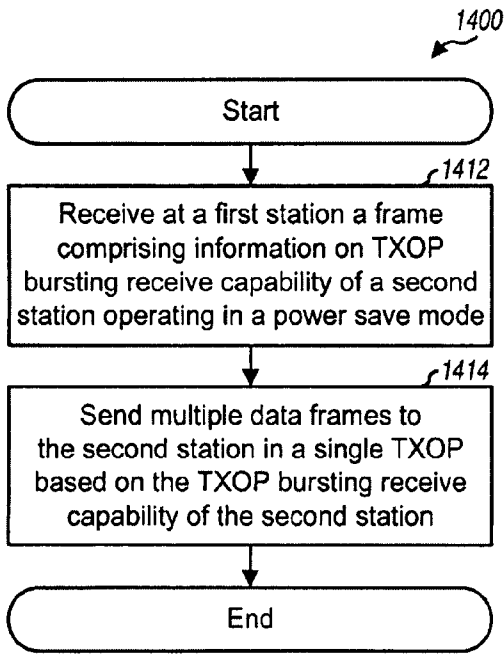 1400
Start
1412
Receive at a first station a frame
comprising information on TXOP
bursting receive capability of a second
station operating in a power save mode
1414
Send multiple data frames to
the second station in a single TXOP
based on the TXOP bursting receive
capability of the second station
End